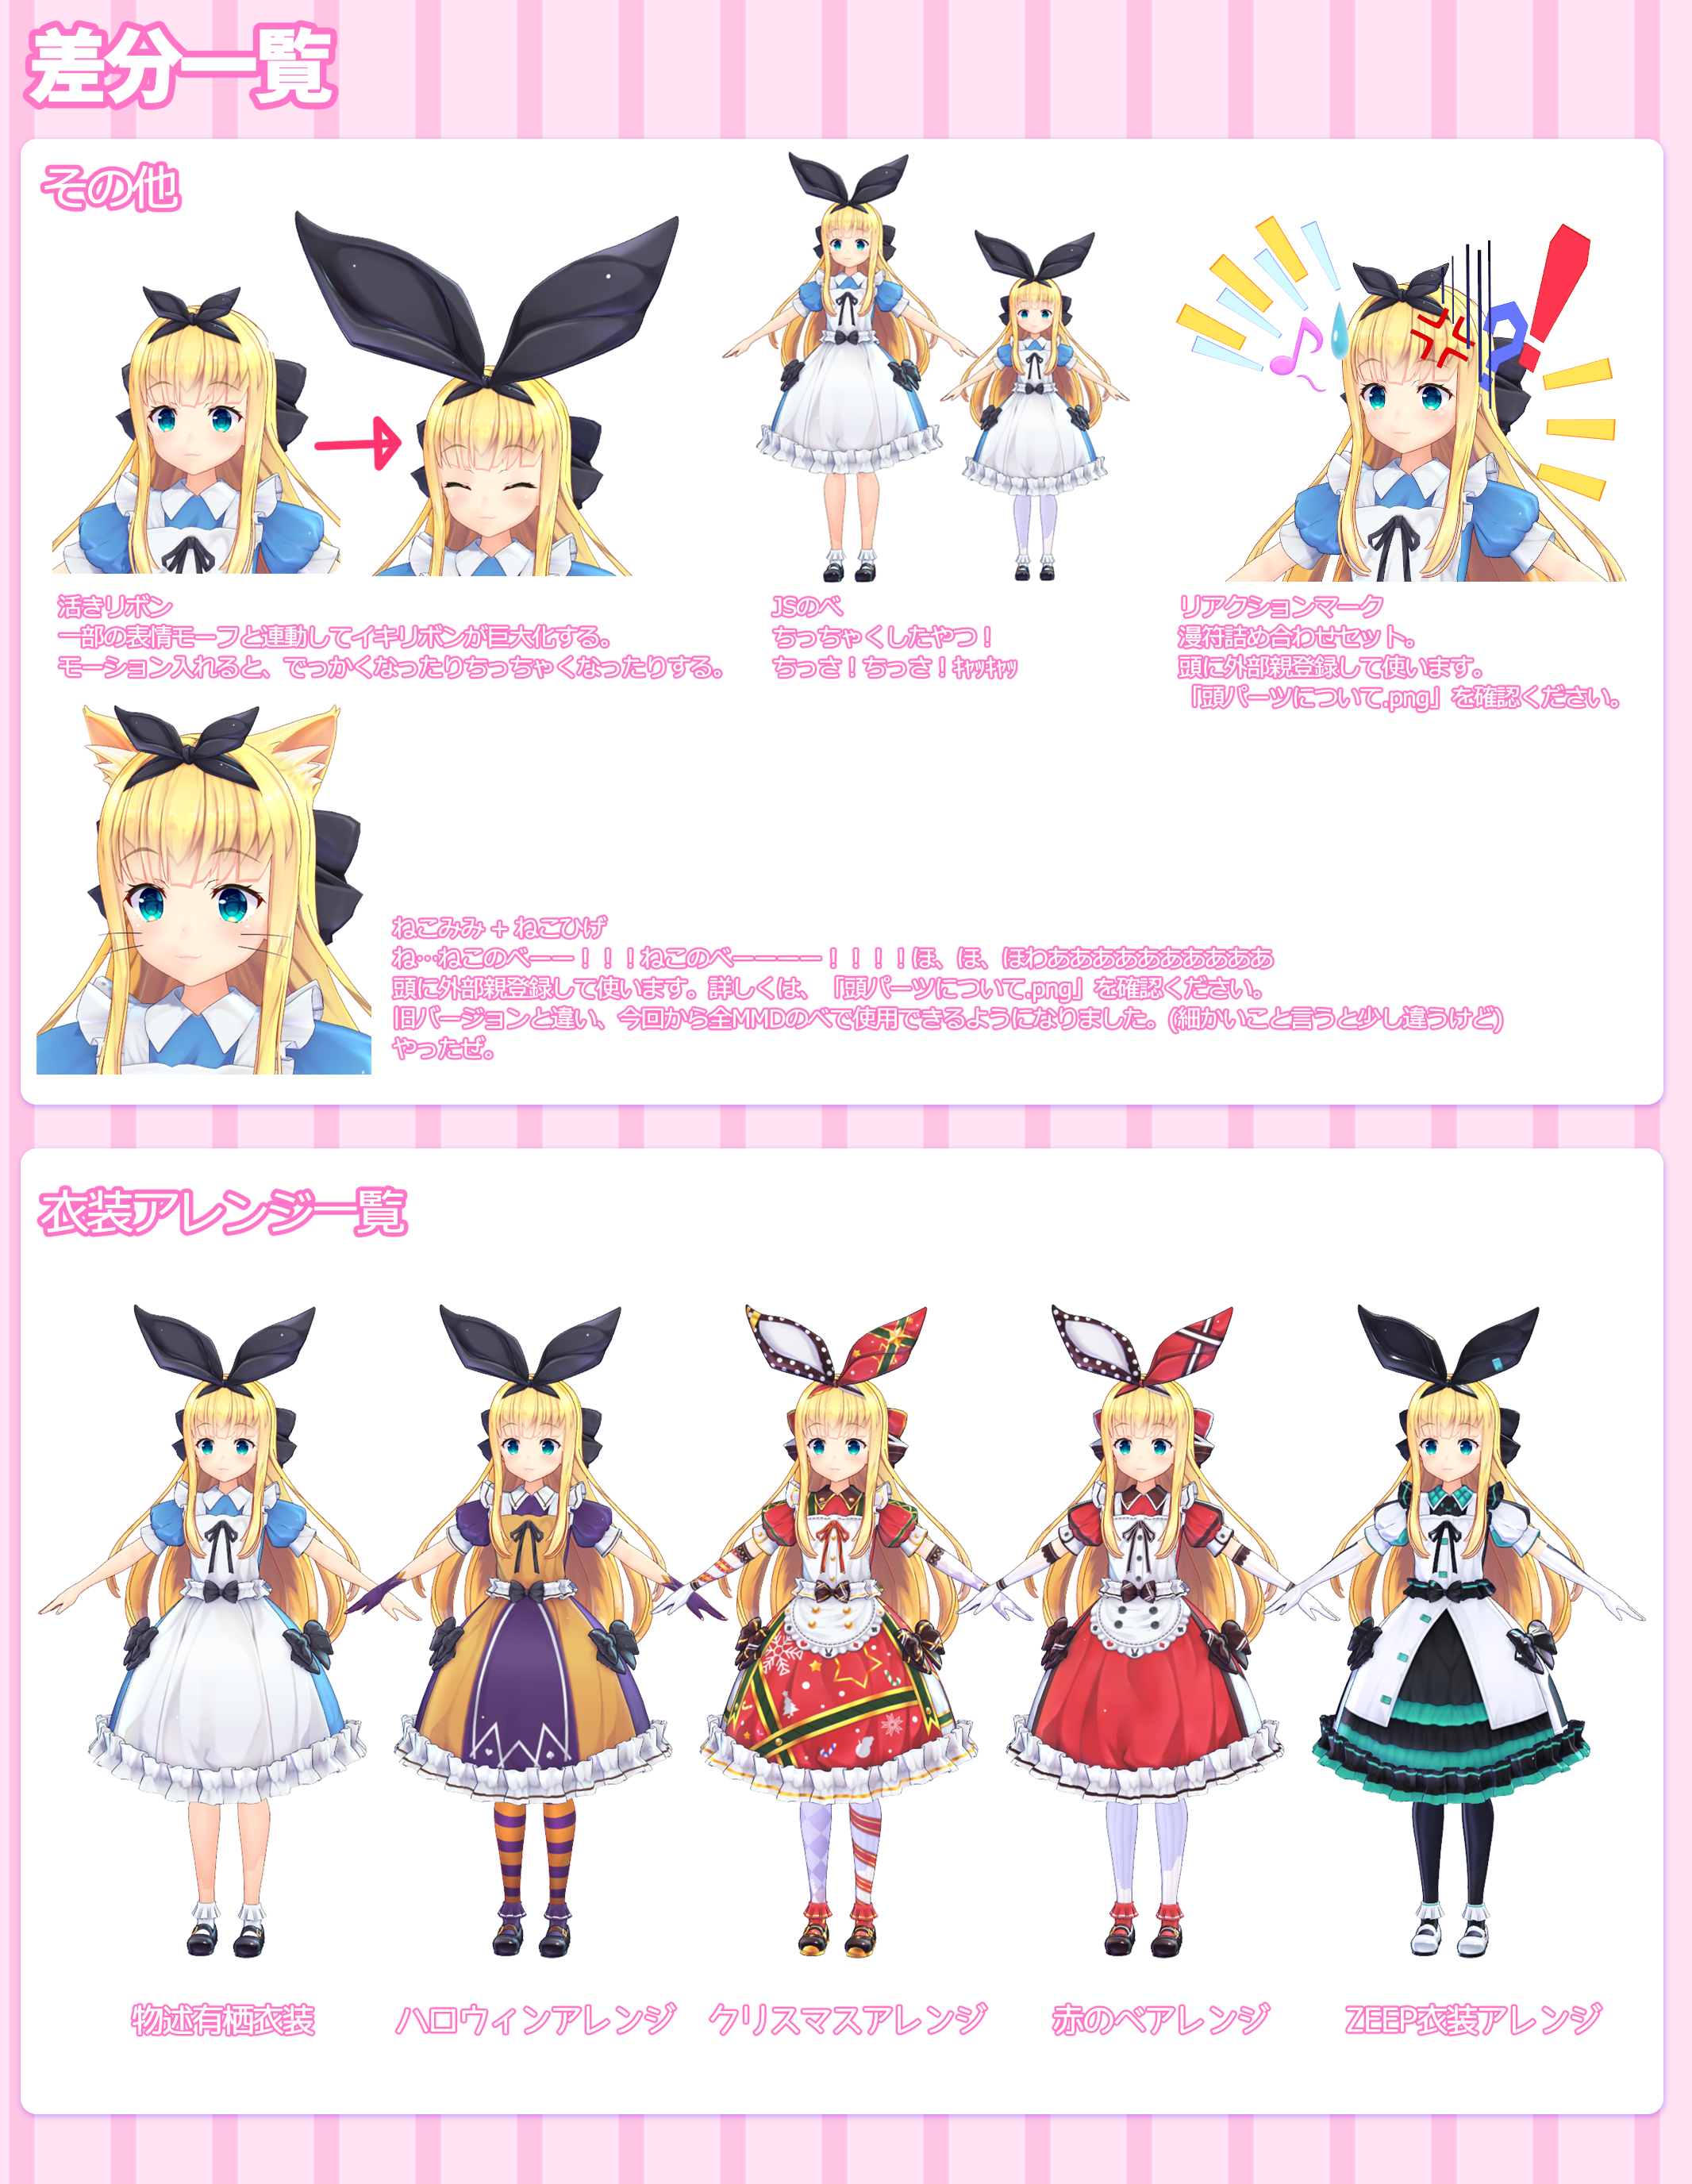 差分一覧
その他
活きリボン
一部の表情モーフと連動してイキリボンが巨大化する。
モーション入れると、でっかくなったりちっちゃくなったりする。
JSのべ
ちっちゃくしたやつ！
ちっさ！ちっさ！ｷｬｯｷｬｯ
リアクションマーク
漫符詰め合わせセット。
頭に外部親登録して使います。
「頭パーツについて.png」を確認ください。
ねこみみ + ねこひげ
ね…ねこのべーー！！！ねこのべーーーー！！！！ほ、ほ、ほわああああああああああ
頭に外部親登録して使います。詳しくは、「頭パーツについて.png」を確認ください。
旧バージョンと違い、今回から全MMDのべで使用できるようになりました。(細かいこと言うと少し違うけど)
やったぜ。
衣装アレンジ一覧
物述有栖衣装
ハロウィンアレンジ
クリスマスアレンジ
赤のべアレンジ
ZEEP衣装アレンジ